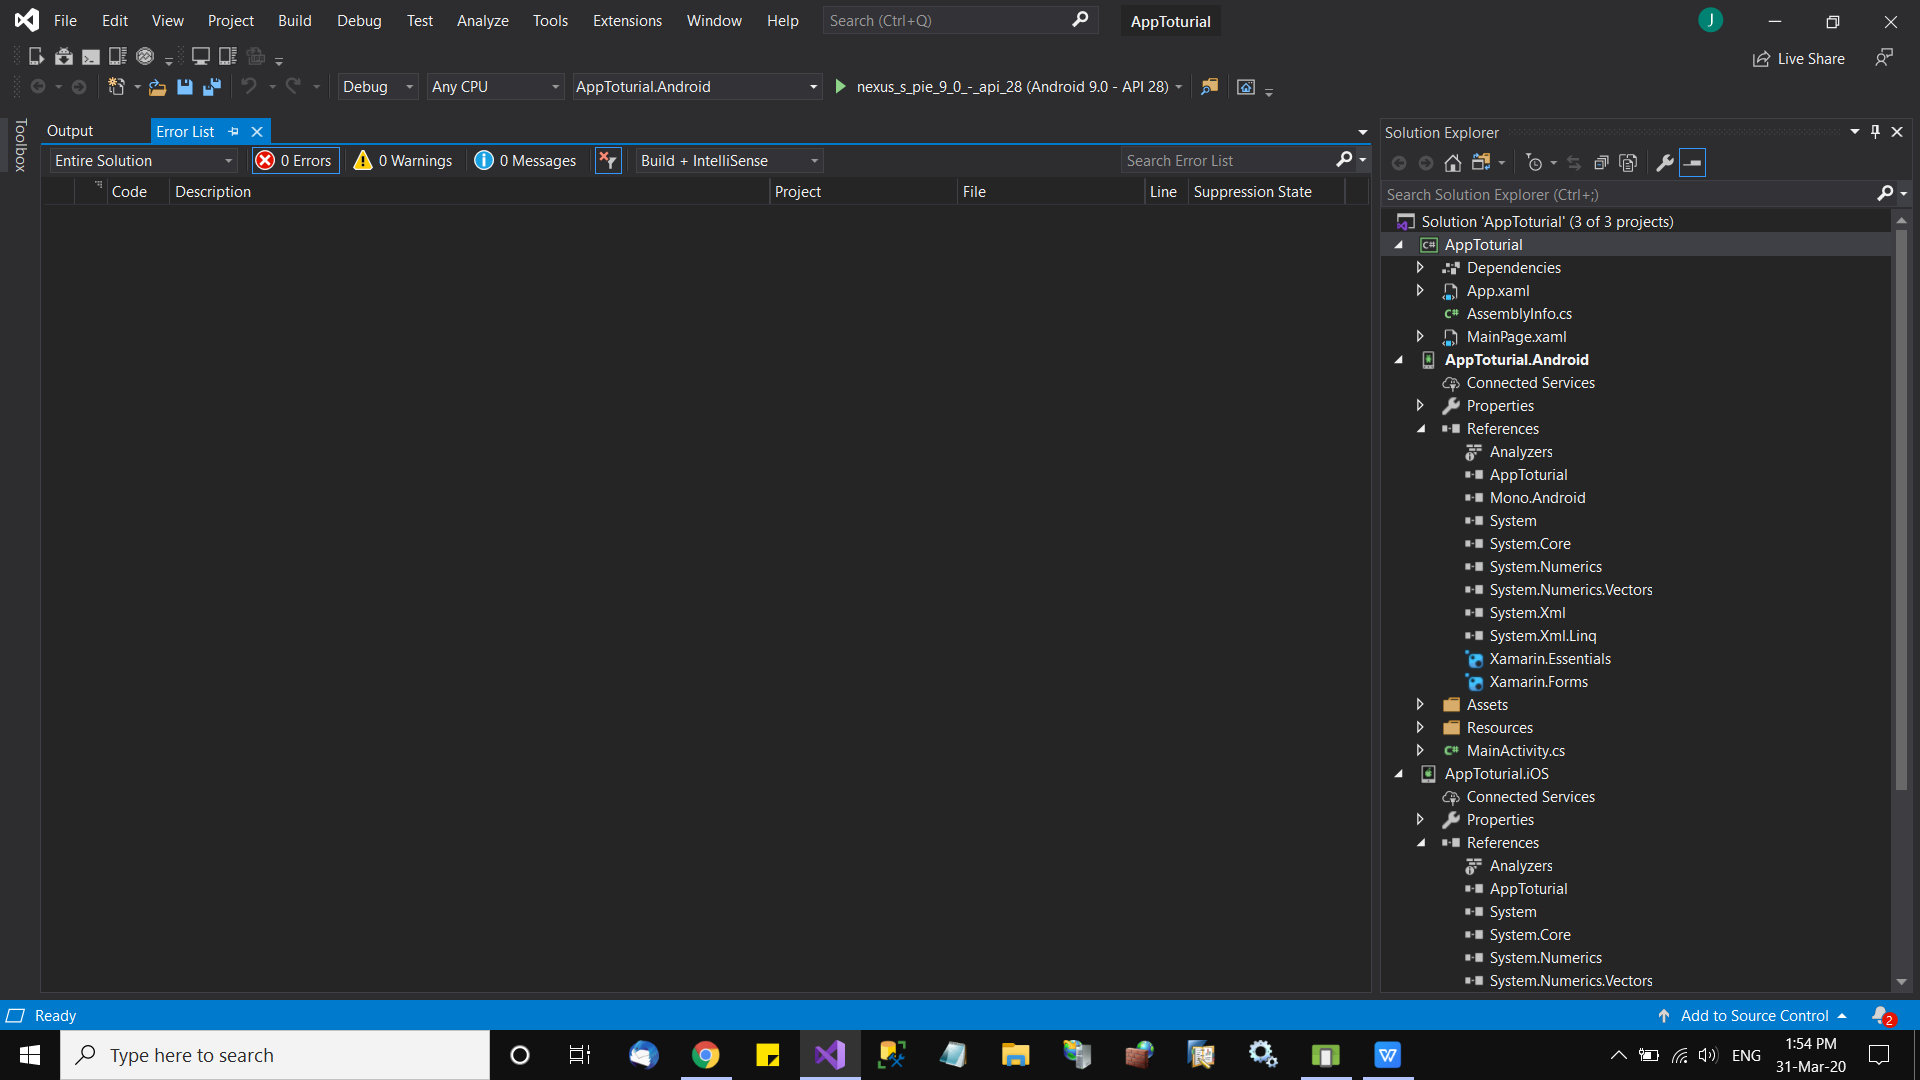 File Edit View Project Build Debug Test Analyze Tools Extensions Window Help Search (Ctrl+Q) AppToturial J
Live Share
Debug Any CPU AppToturial.Android nexus_s_pie_9_0_-_api_28 (Android 9.0 - API 28)
Toolbox
Output Error List
Entire Solution 0 Errors 0 Warnings 0 Messages Build + IntelliSense Search Error List
Code Description Project File Line Suppression State
Solution Explorer
Search Solution Explorer (Ctrl+;)
Solution 'AppToturial' (3 of 3 projects)
C# AppToturial
Dependencies
App.xaml
C# AssemblyInfo.cs
MainPage.xaml
AppToturial.Android
Connected Services
Properties
References
Analyzers
AppToturial
Mono.Android
System
System.Core
System.Numerics
System.Numerics.Vectors
System.Xml
System.Xml.Linq
Xamarin.Essentials
Xamarin.Forms
Assets
Resources
C# MainActivity.cs
AppToturial.iOS
Connected Services
Properties
References
Analyzers
AppToturial
System
System.Core
System.Numerics
System.Numerics.Vectors
Ready Add to Source Control 2
Type here to search W ENG 1:54 PM
31-Mar-20